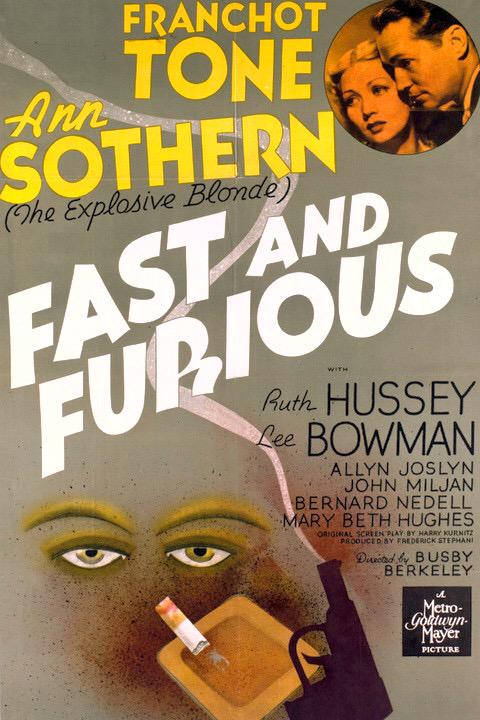 FRANCHOT
TONE
Ann
SOTHERN
(The Explosive Blonde)
FAST AND
FURIOUS
WITH
Ruth HUSSEY
Lee BOWMAN
ALLYN JOSLYN
JOHN MILJAN
BERNARD NEDELL
MARY BETH HUGHES
ORIGINAL SCREEN PLAY BY HARRY KURNITZ
PRODUCED BY FREDERICK STEPHANI
Directed by BUSBY
BERKELEY
A
Metro-
Goldwyn-
Mayer
PICTURE